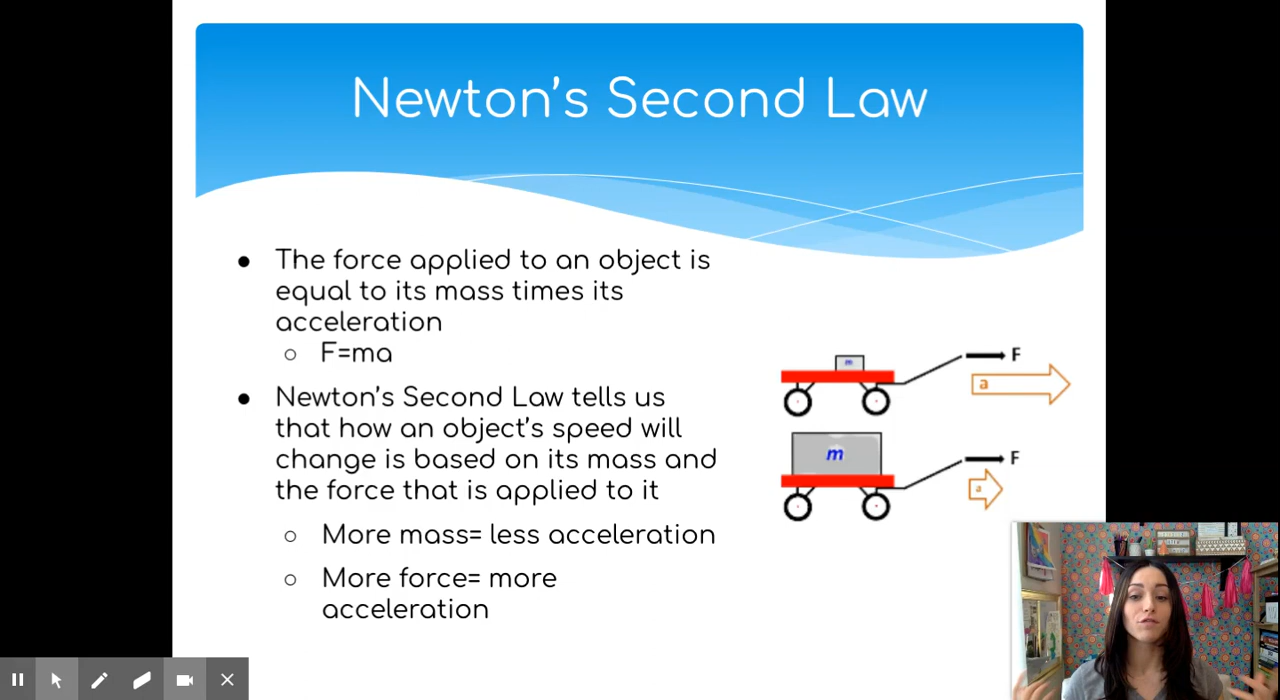 Newton's Second Law
● The force applied to an object is
equal to its mass times its
acceleration
○ F=ma
● Newton's Second Law tells us
that how an object's speed will
change is based on its mass and
the force that is applied to it
○ More mass= less acceleration
○ More force= more
acceleration
m
F
a
m
F
a